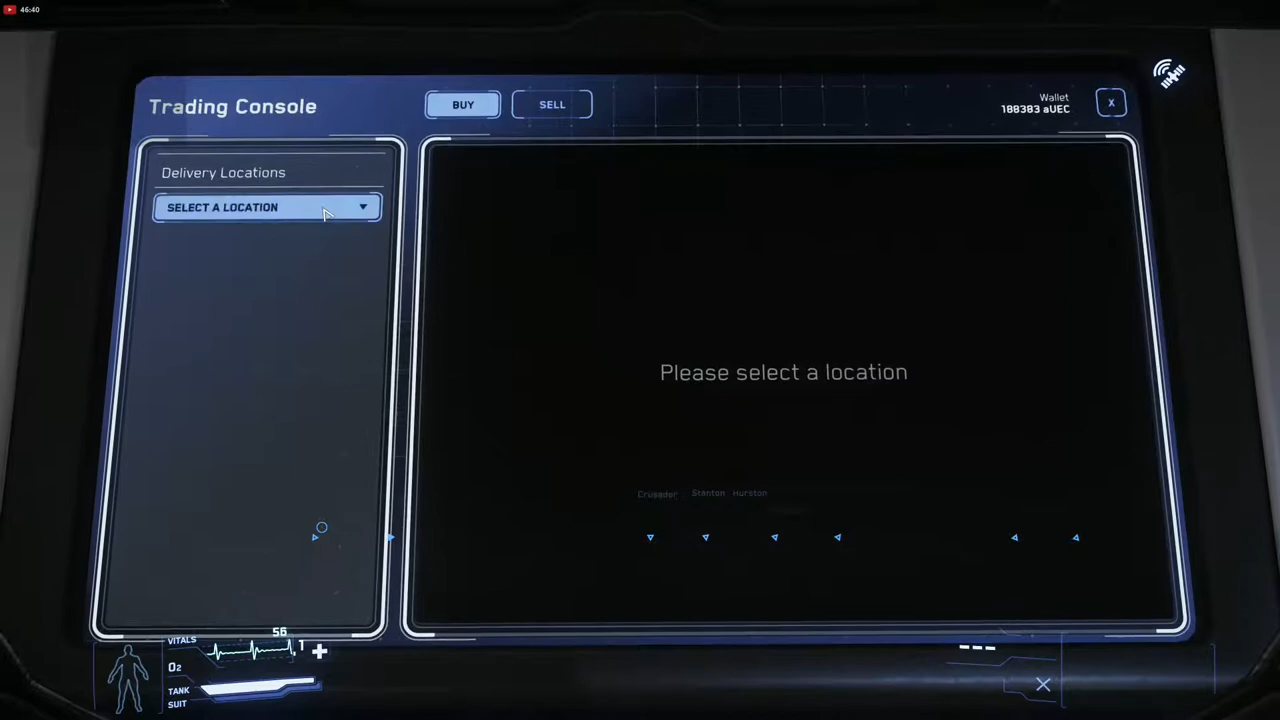 46:40
Trading Console
BUY
SELL
Wallet
188383 aUEC
X
Delivery Locations
SELECT A LOCATION
Please select a location
Crusader Stanton Hurston
56
VITALS
1
O2
TANK
SUIT